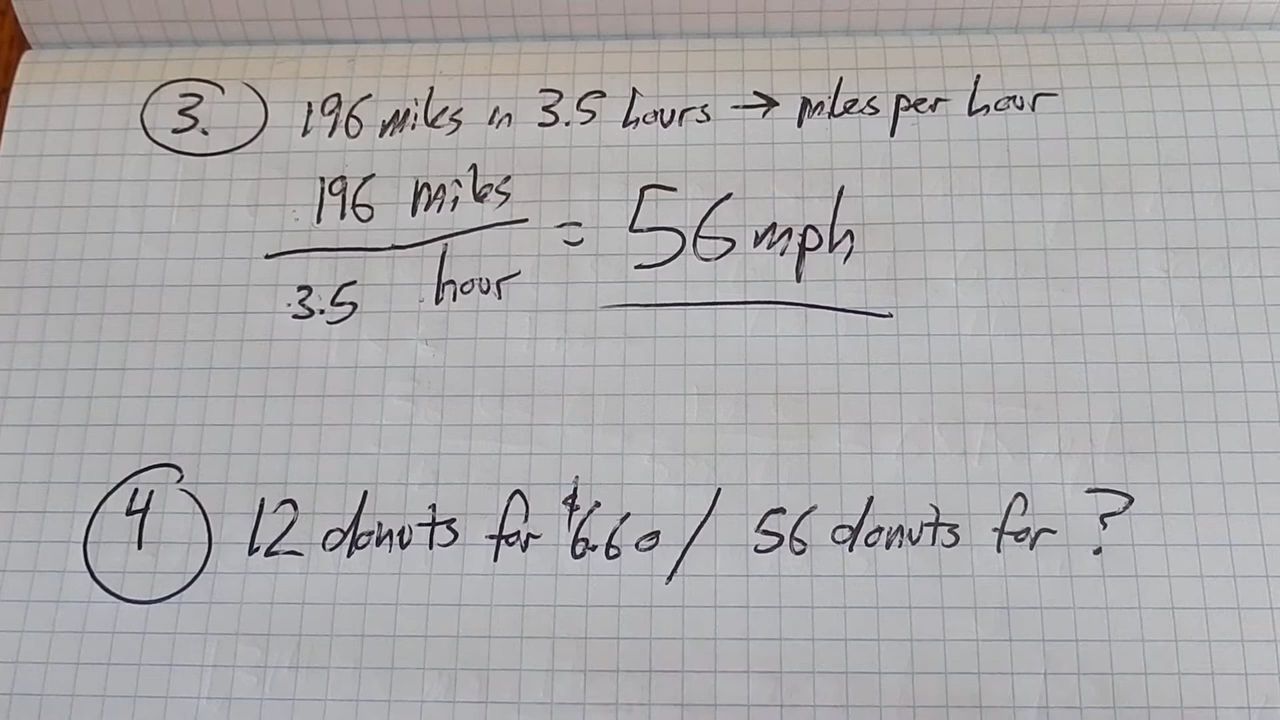 3. 196 miles in 3.5 hours → miles per hour
196 miles
3.5 hour
= 56 mph
4 12 donuts for $6.60 / 56 donuts for ?